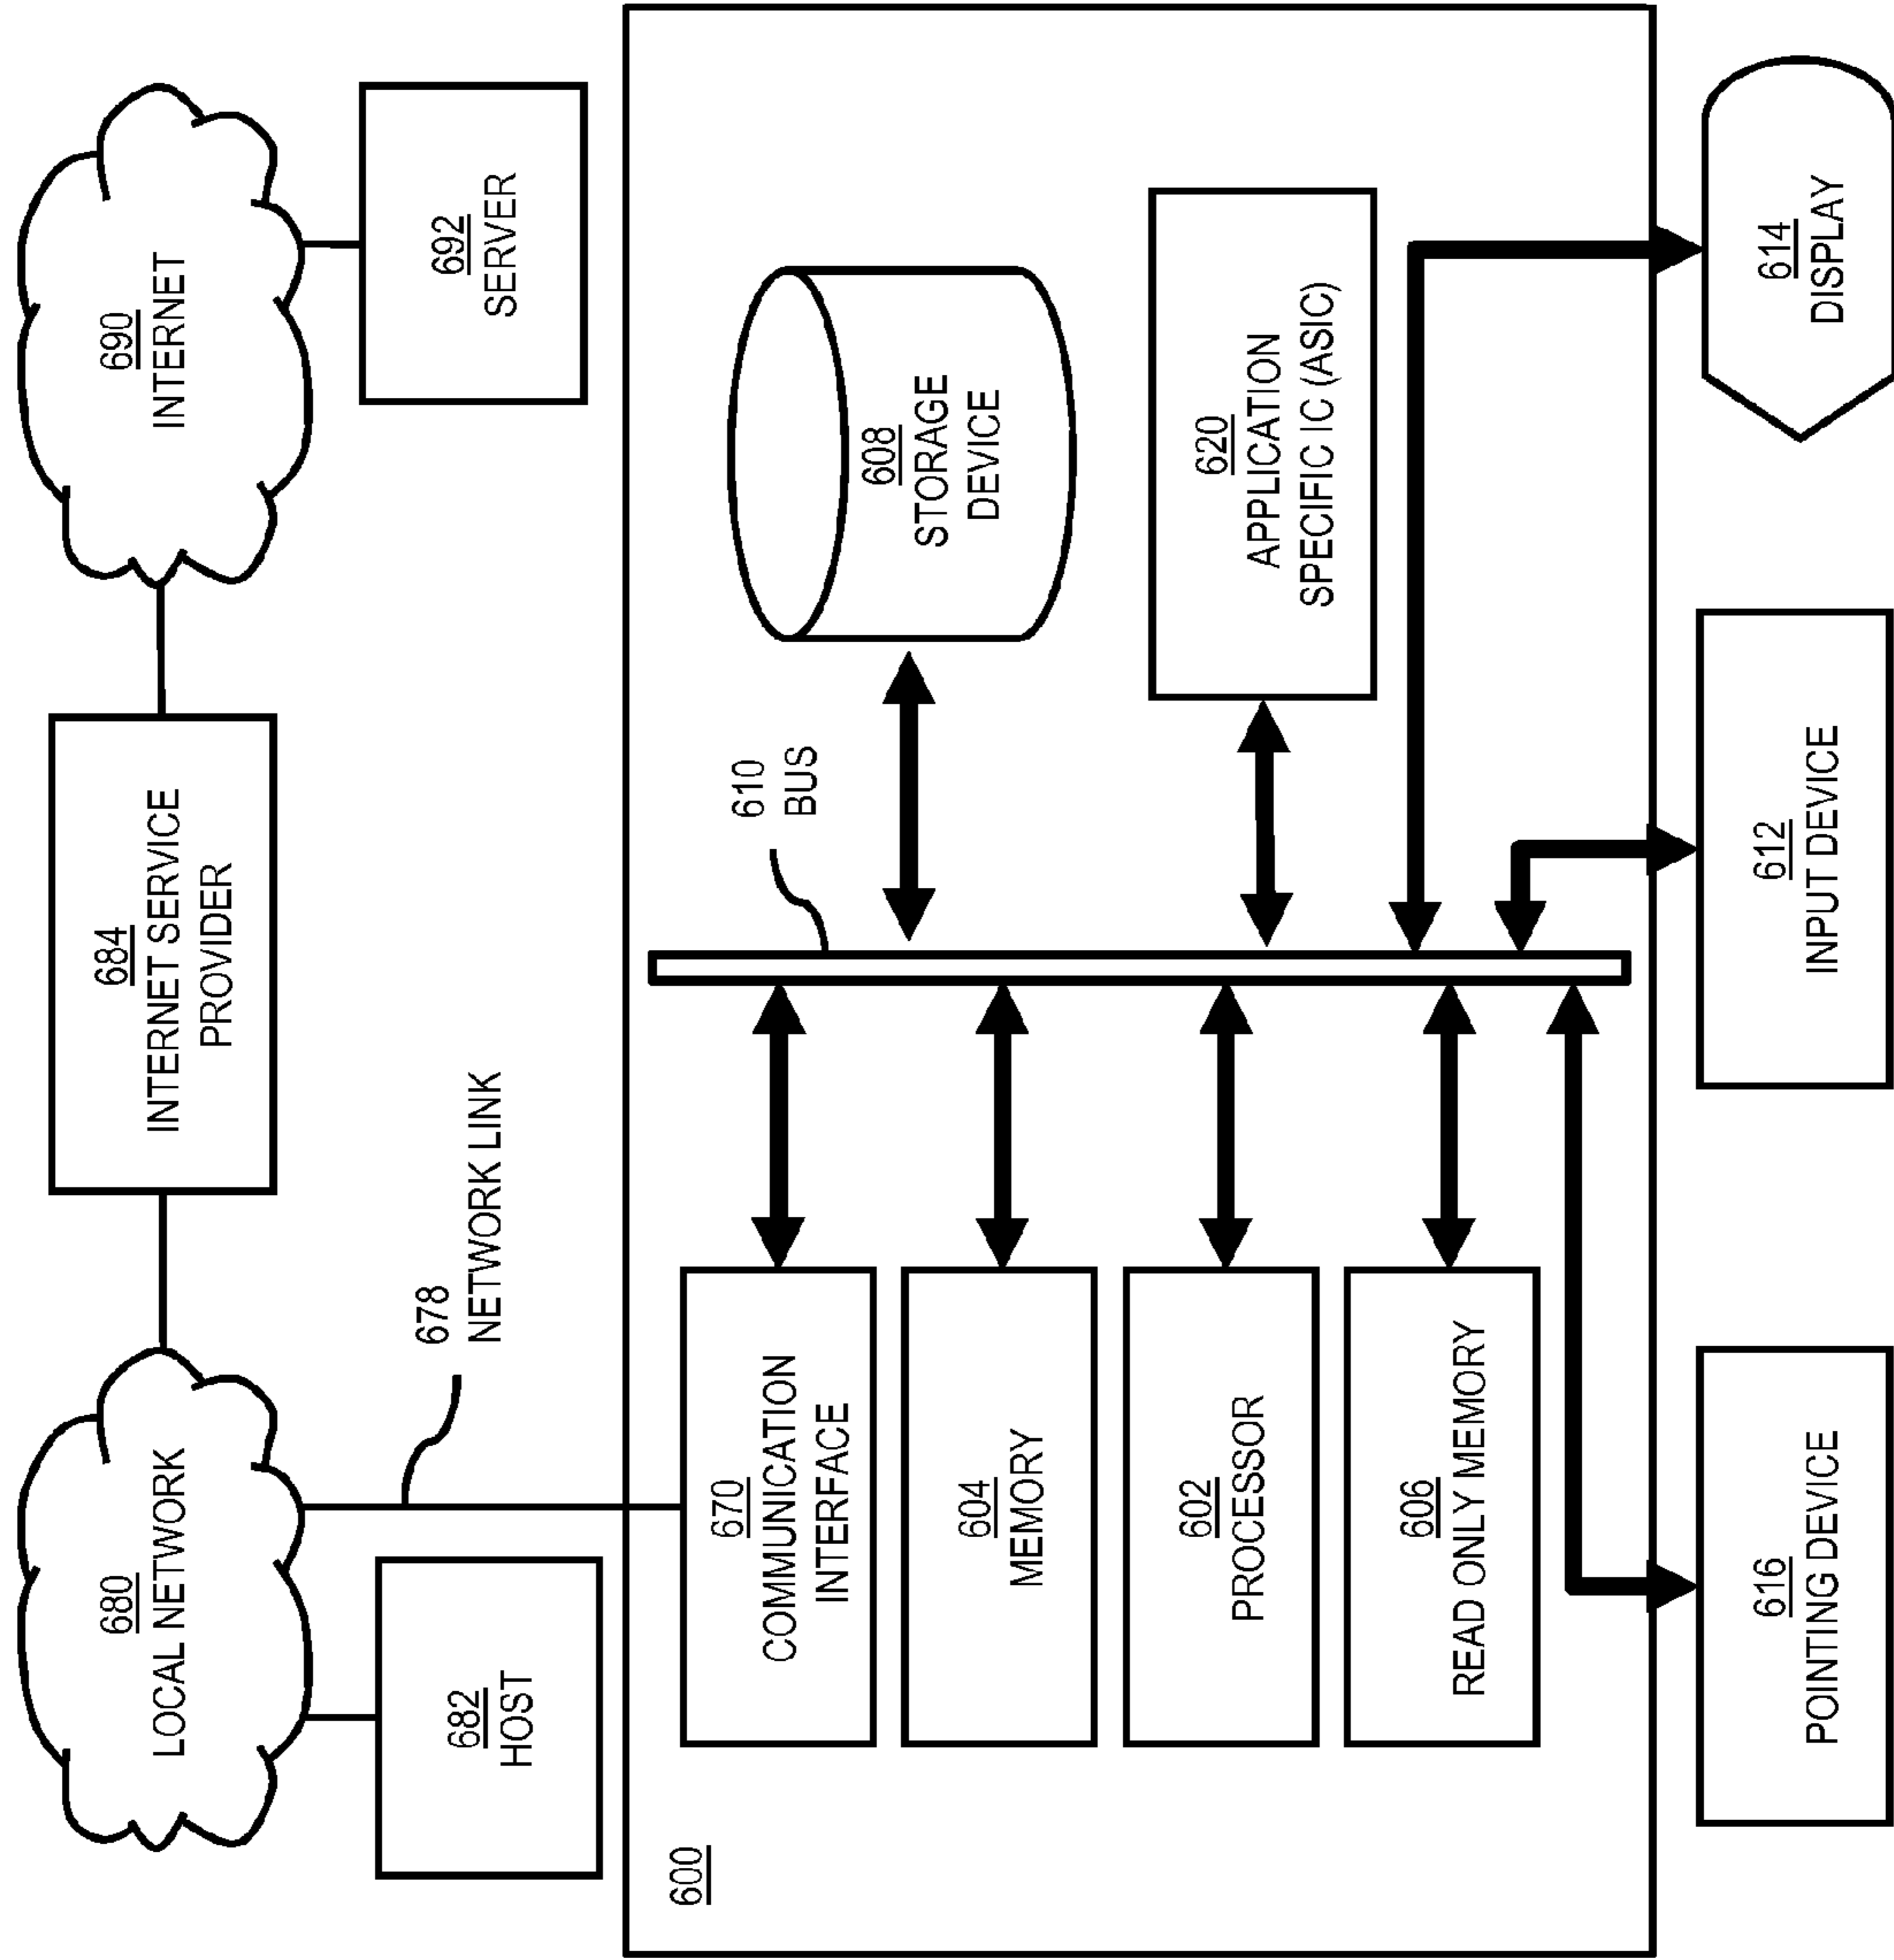 680
LOCAL NETWORK
684
INTERNET SERVICE
PROVIDER
690
INTERNET
682
HOST
678
NETWORK LINK
692
SERVER
600
670
COMMUNICATION
INTERFACE
610
BUS
608
STORAGE
DEVICE
604
MEMORY
602
PROCESSOR
620
APPLICATION
SPECIFIC IC (ASIC)
606
READ ONLY MEMORY
616
POINTING DEVICE
612
INPUT DEVICE
614
DISPLAY